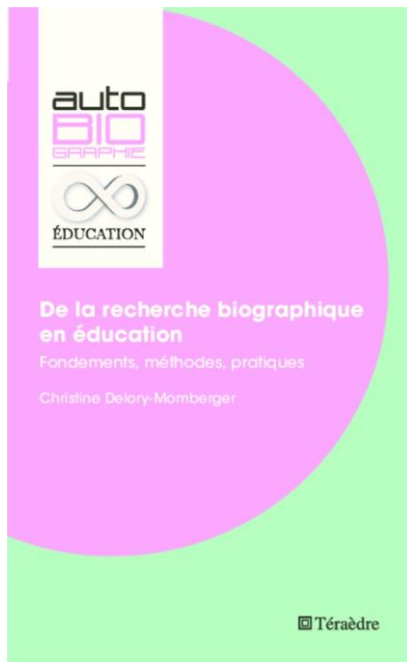 auto
BIO
GRAPHIE
ÉDUCATION
De la recherche biographique
en éducation
Fondements, méthodes, pratiques
Christine Delory-Momberger
Téraèdre